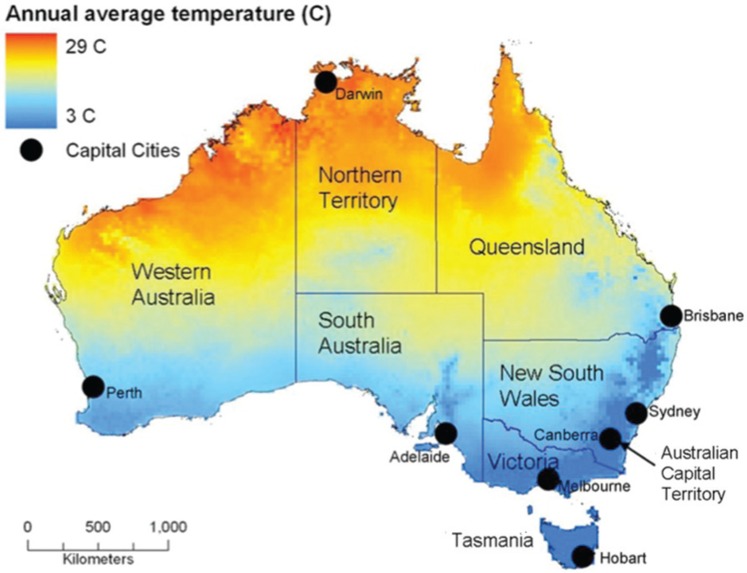 Annual average temperature (C)
29 C
3 C
Capital Cities
Darwin
Northern
Territory
Queensland
Western
Australia
South
Australia
Brisbane
New South
Wales
Perth
Sydney
Canberra
Adelaide
Victoria
Australian
Capital
Territory
Melbourne
0 500 1,000
Kilometers
Tasmania
Hobart